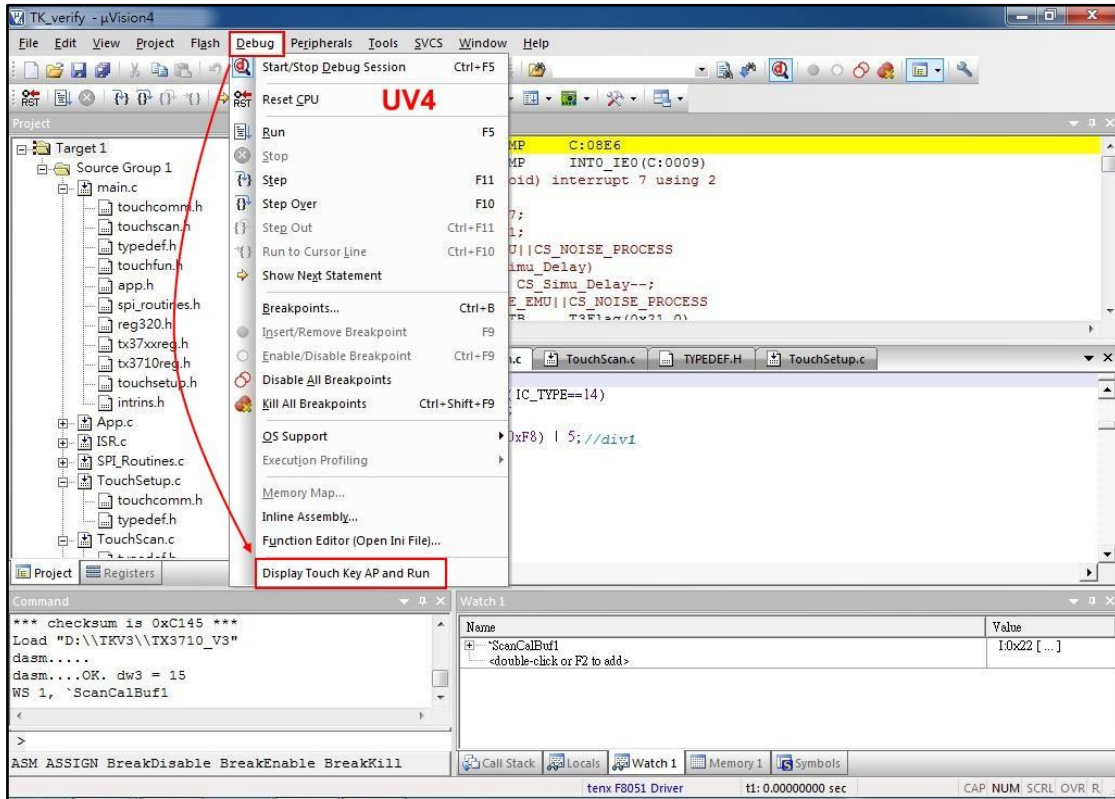 TK_verify - µVision4
File Edit View Project Flash Debug Peripherals Tools SVCS Window Help
Start/Stop Debug Session Ctrl+F5
Reset CPU
UV4
Run F5
Stop
Step F11
Step Over F10
Step Out Ctrl+F11
Run to Cursor Line Ctrl+F10
Show Next Statement
Breakpoints... Ctrl+B
Insert/Remove Breakpoint F9
Enable/Disable Breakpoint Ctrl+F9
Disable All Breakpoints
Kill All Breakpoints Ctrl+Shift+F9
OS Support
Execution Profiling
Memory Map...
Inline Assembly...
Function Editor (Open Ini File)...
Display Touch Key AP and Run
Project
Target 1
Source Group 1
main.c
touchcomm.h
touchscan.h
typedef.h
touchfun.h
app.h
spi_routines.h
reg320.h
tx37xxreg.h
tx3710reg.h
touchsetup.h
intrins.h
App.c
ISR.c
SPI_Routines.c
TouchSetup.c
touchcomm.h
typedef.h
TouchScan.c
Project Registers
MP C:08E6
MP INT0_IE0(C:0009)
oid) interrupt 7 using 2
7;
1;
U||CS_NOISE_PROCESS
imu_Delay)
CS_Simu_Delay--;
E_EMU||CS_NOISE_PROCESS
TB T3Flag(0x21.0)
.c TouchScan.c TYPEDEF.H TouchSetup.c
IC_TYPE==14)
;
0xF8) | 5;//div1
Command
*** checksum is 0xC145 ***
Load "D:\\TKV3\\TX3710_V3"
dasm.....
dasm....OK. dw3 = 15
WS 1, `ScanCalBuf1
>
ASM ASSIGN BreakDisable BreakEnable BreakKill
Watch 1
Name Value
`ScanCalBuf1 I:0x22 [ ... ]
<double-click or F2 to add>
Call Stack Locals Watch 1 Memory 1 Symbols
tenx F8051 Driver t1: 0.00000000 sec CAP NUM SCRL OVR R